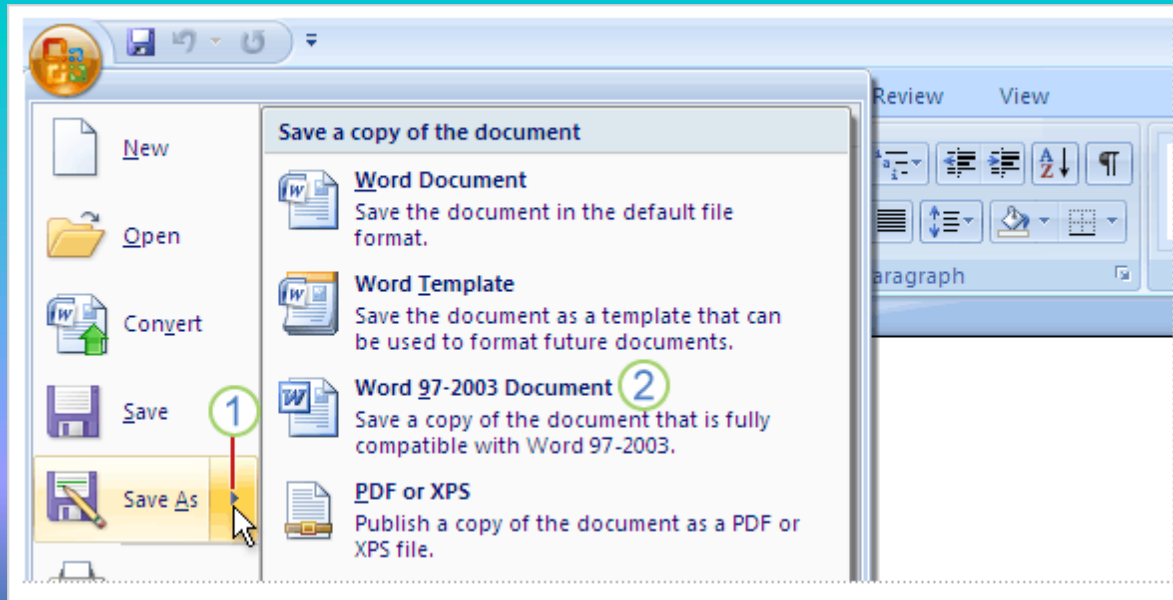 Review View
New
Open
Convert
Save
1
Save As
Save a copy of the document
Word Document
Save the document in the default file
format.
Word Template
Save the document as a template that can
be used to format future documents.
Word 97-2003 Document 2
Save a copy of the document that is fully
compatible with Word 97-2003.
PDF or XPS
Publish a copy of the document as a PDF or
XPS file.
A
Z
aragraph